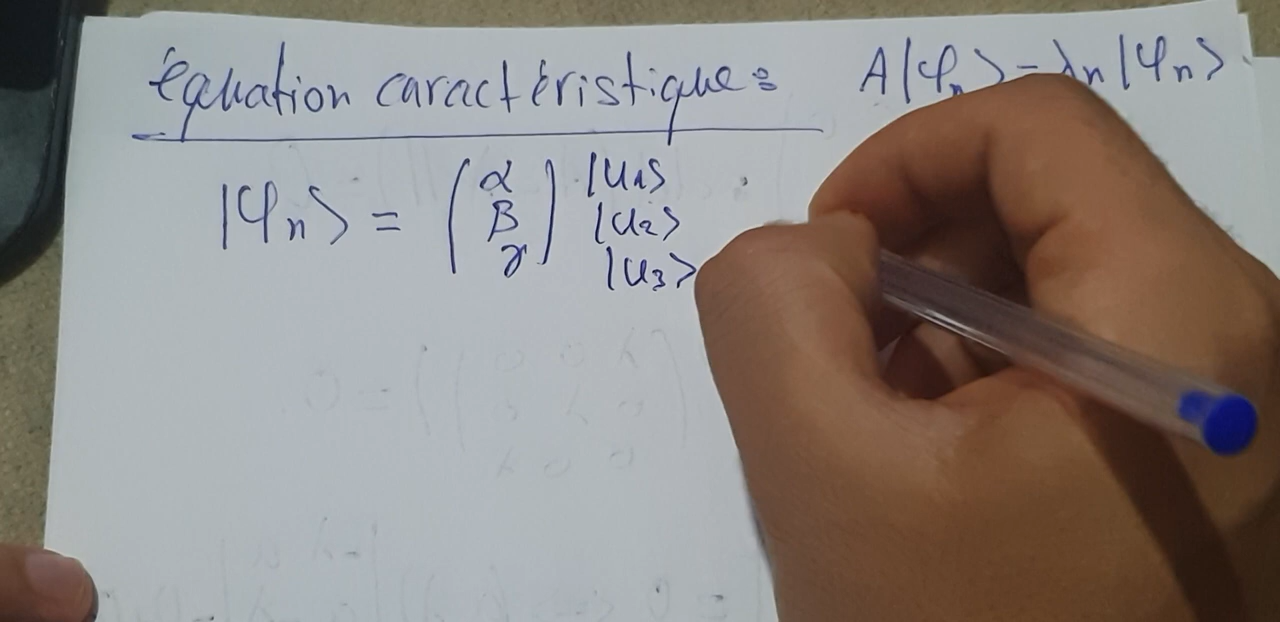 équation caractéristique : A|φn> = λn|φn>
|φn> = (α β γ) |u1> |u2> |u3>